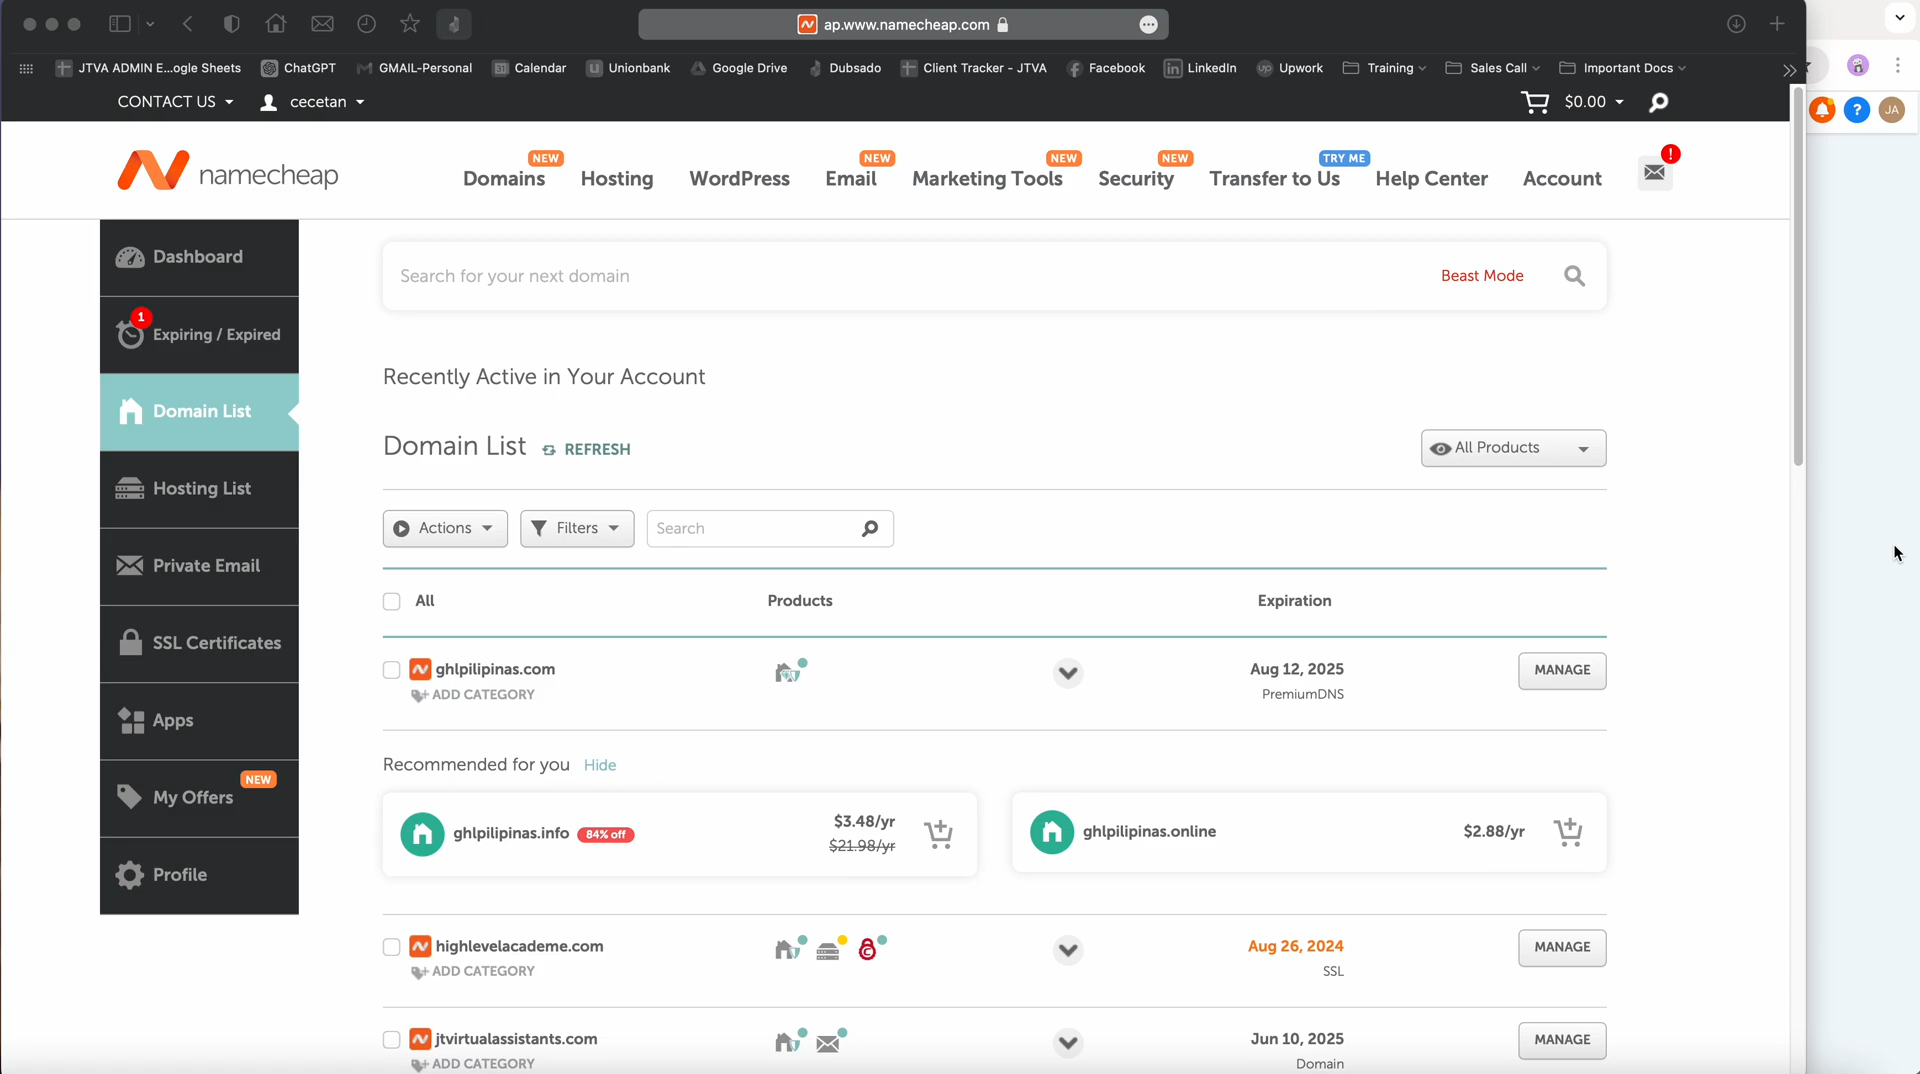 ap.www.namecheap.com
JTVA ADMIN E...ogle Sheets
ChatGPT
GMAIL-Personal
Calendar
Unionbank
Google Drive
Dubsado
Client Tracker - JTVA
Facebook
LinkedIn
Upwork
Training
Sales Call
Important Docs
CONTACT US
cecetan
$0.00
?
JA
namecheap
NEW
Domains
Hosting
WordPress
NEW
Email
NEW
Marketing Tools
NEW
Security
TRY ME
Transfer to Us
Help Center
Account
!
Dashboard
1
Expiring / Expired
Domain List
Hosting List
Private Email
SSL Certificates
Apps
NEW
My Offers
Profile
Search for your next domain
Beast Mode
Recently Active in Your Account
Domain List
REFRESH
All Products
Actions
Filters
Search
All
Products
Expiration
ghlpilipinas.com
ADD CATEGORY
Aug 12, 2025
PremiumDNS
MANAGE
Recommended for you
Hide
ghlpilipinas.info
84% off
$3.48/yr
$21.98/yr
ghlpilipinas.online
$2.88/yr
highlevelacademe.com
ADD CATEGORY
Aug 26, 2024
SSL
MANAGE
jtvirtualassistants.com
ADD CATEGORY
Jun 10, 2025
Domain
MANAGE